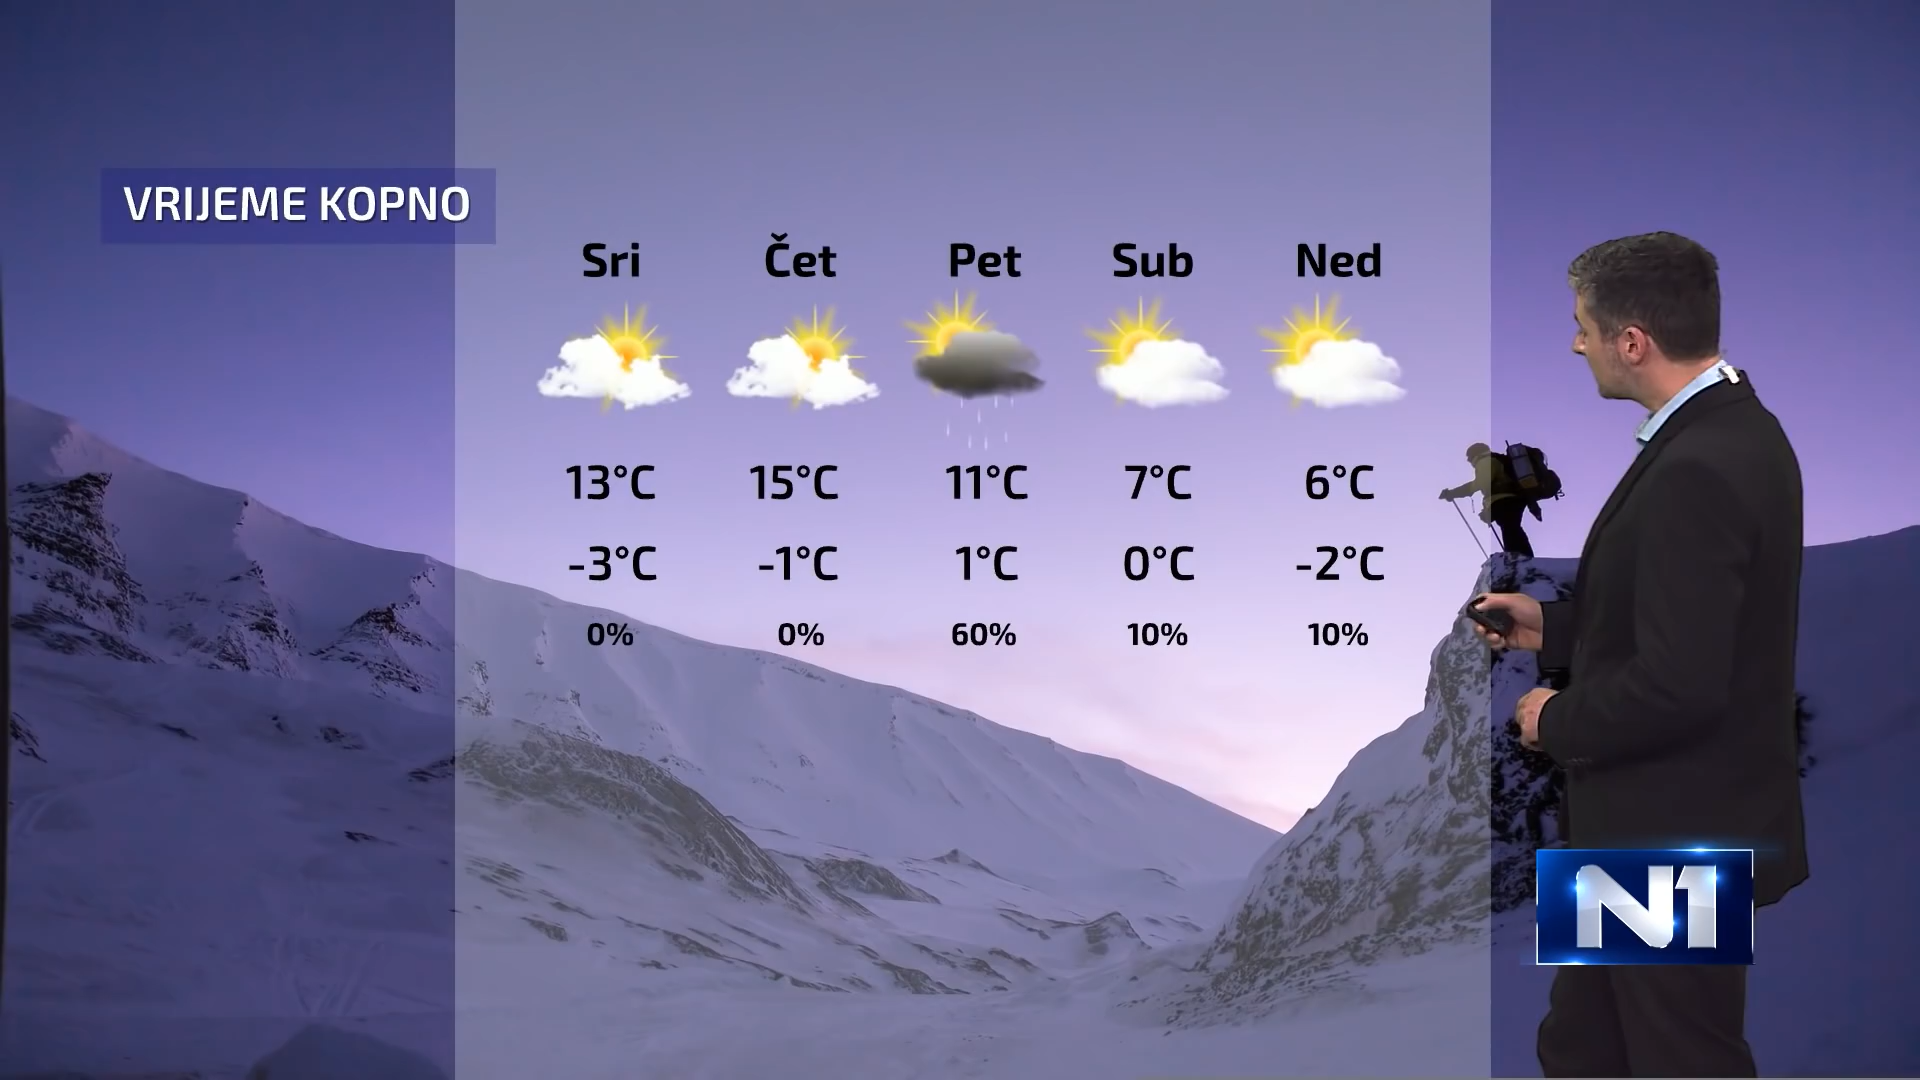 VRIJEME KOPNO
Sri Čet Pet Sub Ned
13°C 15°C 11°C 7°C 6°C
-3°C -1°C 1°C 0°C -2°C
0% 0% 60% 10% 10%
N1